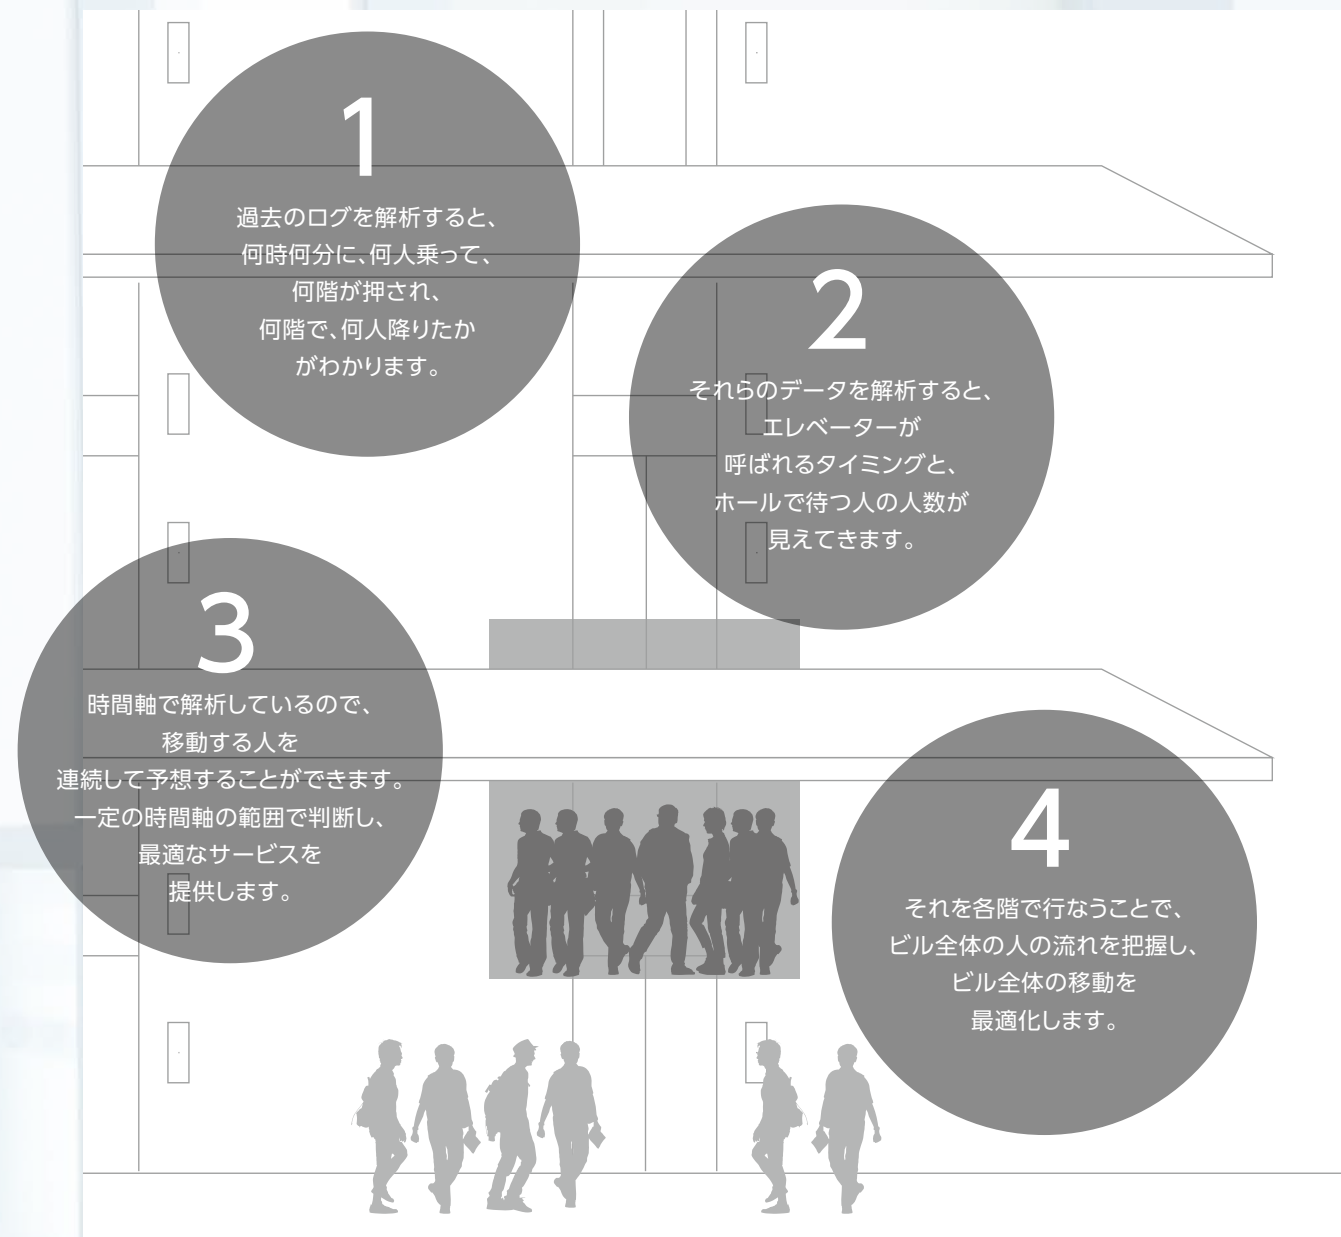 1
過去のログを解析すると、
何時何分に、何人乗って、
何階が押され、
何階で、何人降りたか
がわかります。
2
それらのデータを解析すると、
エレベーターが
呼ばれるタイミングと、
ホールで待つ人の人数が
見えてきます。
3
時間軸で解析しているので、
移動する人を
連続して予想することができます。
一定の時間軸の範囲で判断し、
最適なサービスを
提供します。
4
それを各階で行なうことで、
ビル全体の人の流れを把握し、
ビル全体の移動を
最適化します。